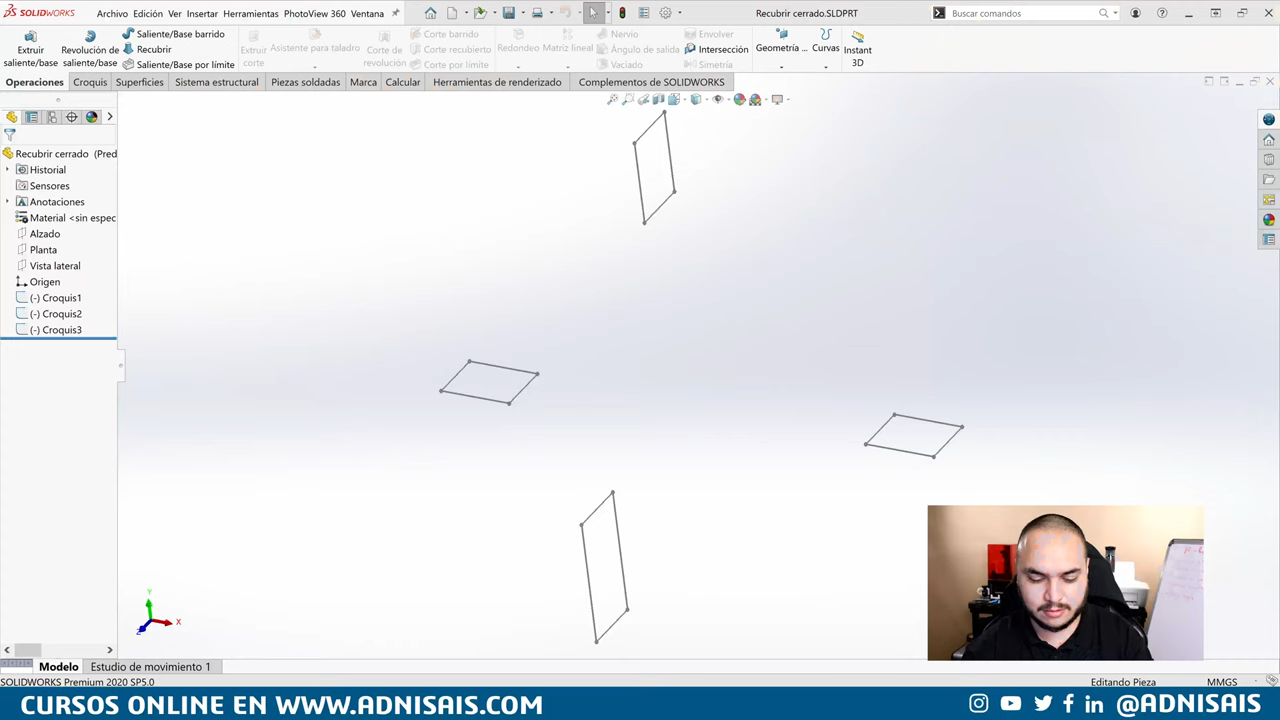 SOLIDWORKS
Archivo Edición Ver Insertar Herramientas PhotoView 360 Ventana
Recubrir cerrado.SLDPRT
Buscar comandos
Extruir saliente/base
Revolución de saliente/base
Saliente/Base barrido
Recubrir
Saliente/Base por límite
Extruir corte
Asistente para taladro
Corte de revolución
Corte barrido
Corte recubierto
Corte por límite
Redondeo
Matriz lineal
Nervio
Ángulo de salida
Vaciado
Envolver
Intersección
Simetría
Geometría ...
Curvas
Instant 3D
Operaciones Croquis Superficies Sistema estructural Piezas soldadas Marca Calcular Herramientas de renderizado Complementos de SOLIDWORKS
Recubrir cerrado (Pred
Historial
Sensores
Anotaciones
Material <sin espec
Alzado
Planta
Vista lateral
Origen
(-) Croquis1
(-) Croquis2
(-) Croquis3
Y
X
Z
Modelo Estudio de movimiento 1
SOLIDWORKS Premium 2020 SP5.0
Editando Pieza
MMGS
CURSOS ONLINE EN WWW.ADNISAIS.COM
@ADNISAIS